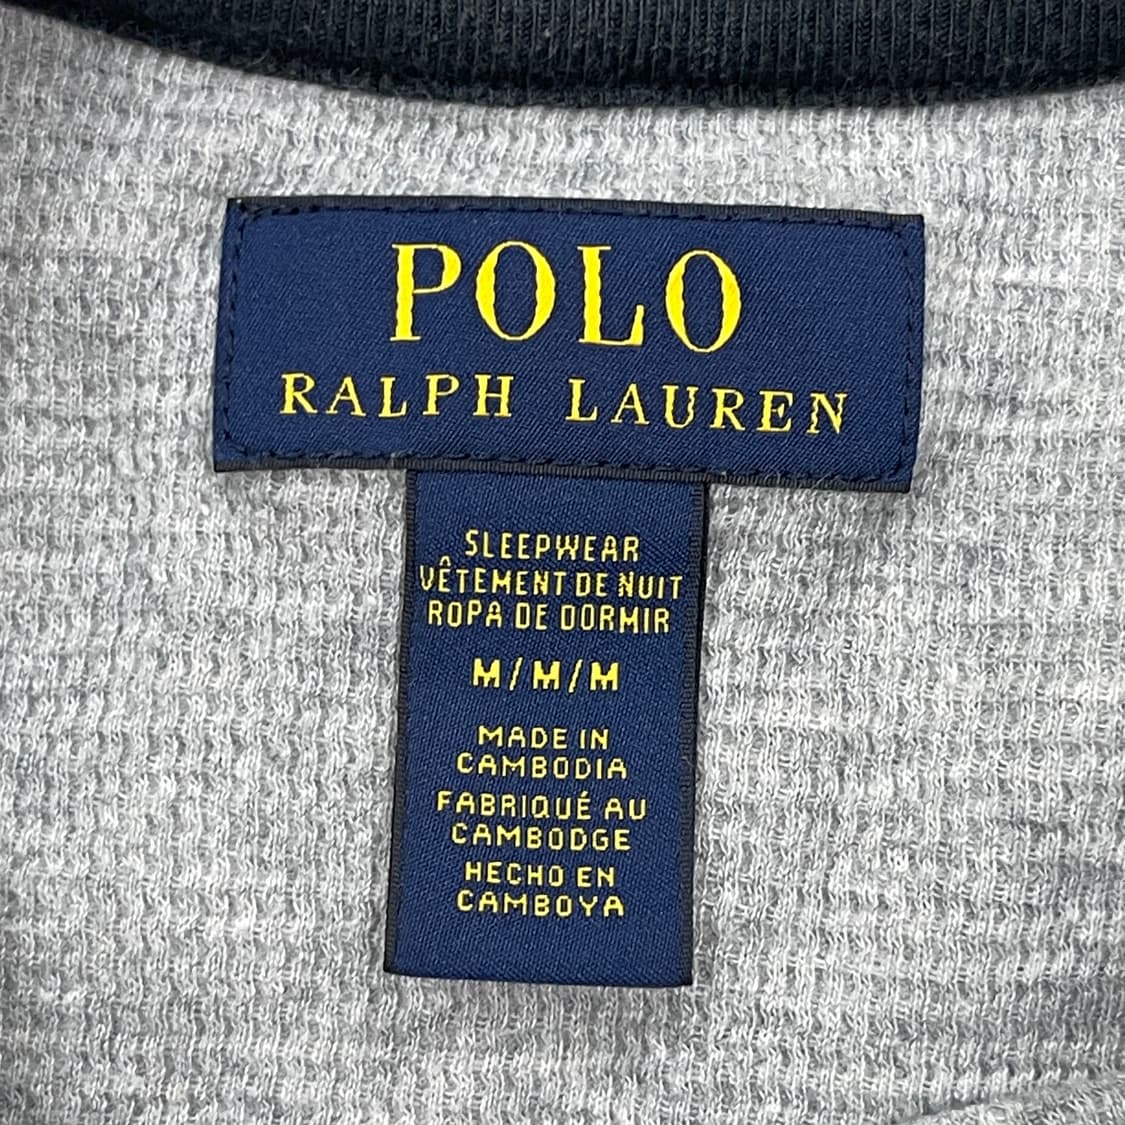 POLO
RALPH LAUREN
SLEEPWEAR
VÊTEMENT DE NUIT
ROPA DE DORMIR
M/M/M
MADE IN
CAMBODIA
FABRIQUÉ AU
CAMBODGE
HECHO EN
CAMBOYA